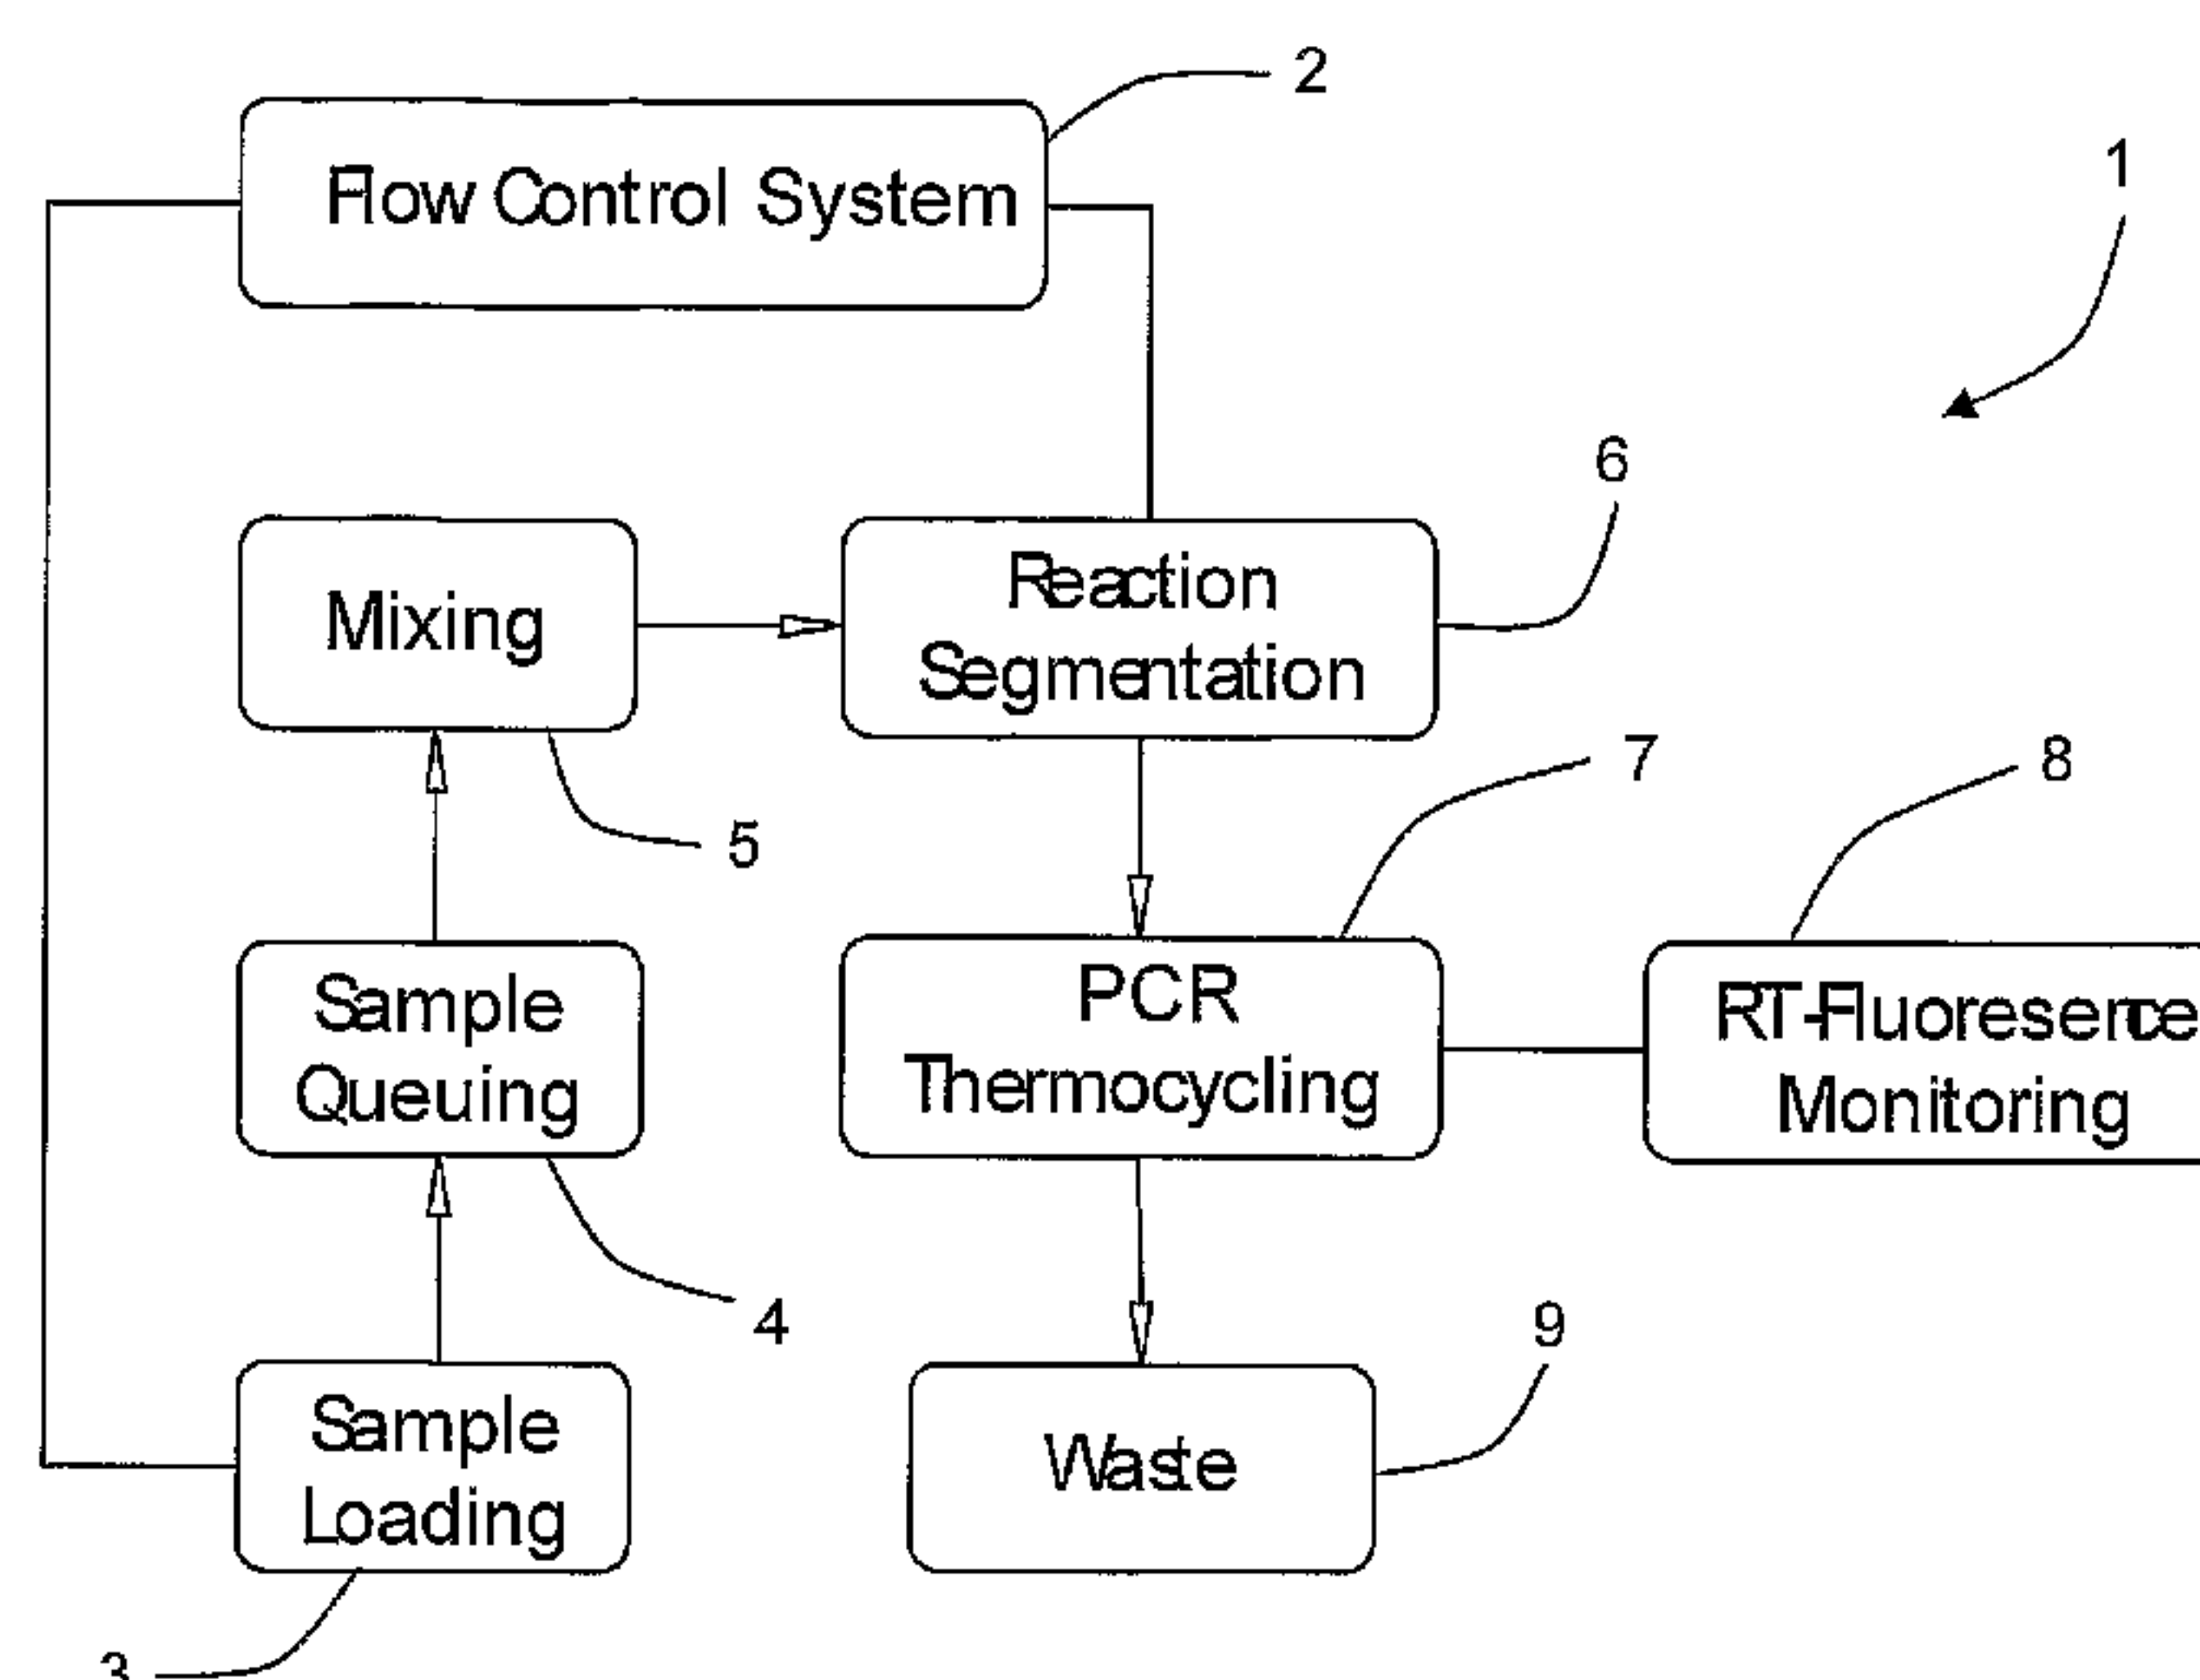 2
Flow Control System
1
6
Mixing
Reaction
Segmentation
7
8
5
Sample
Queuing
PCR
Thermocycling
RT-Fluoresence
Monitoring
4
9
Sample
Loading
Waste
3